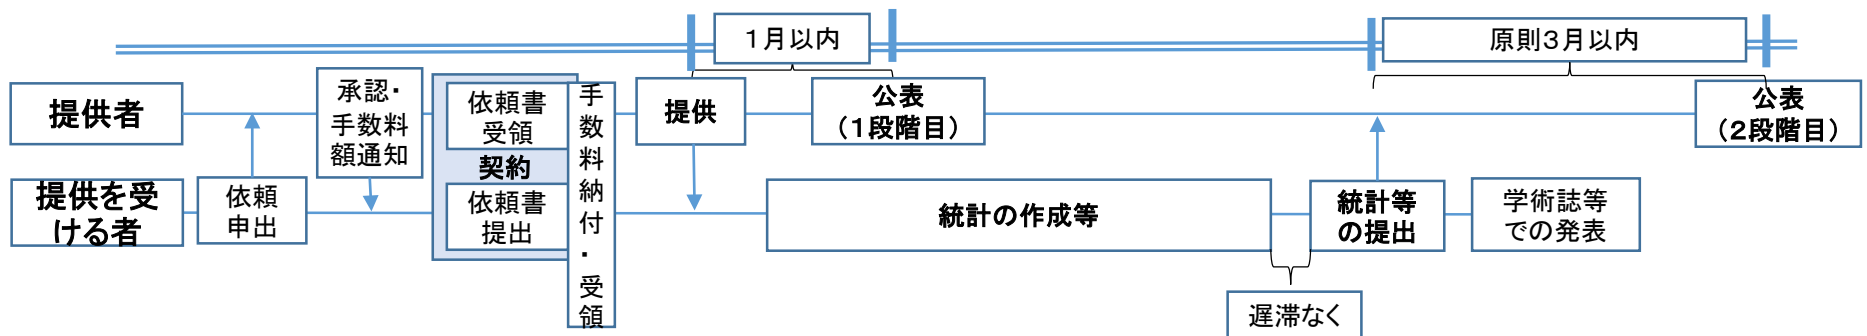 1月以内
原則3月以内
提供者
承認・
手数料
額通知
依頼書
受領
契約
依頼書
提出
手数料納付・受領
提供
公表
(1段階目)
公表
(2段階目)
提供を受
ける者
依頼
申出
統計の作成等
統計等
の提出
学術誌等
での発表
遅滞なく